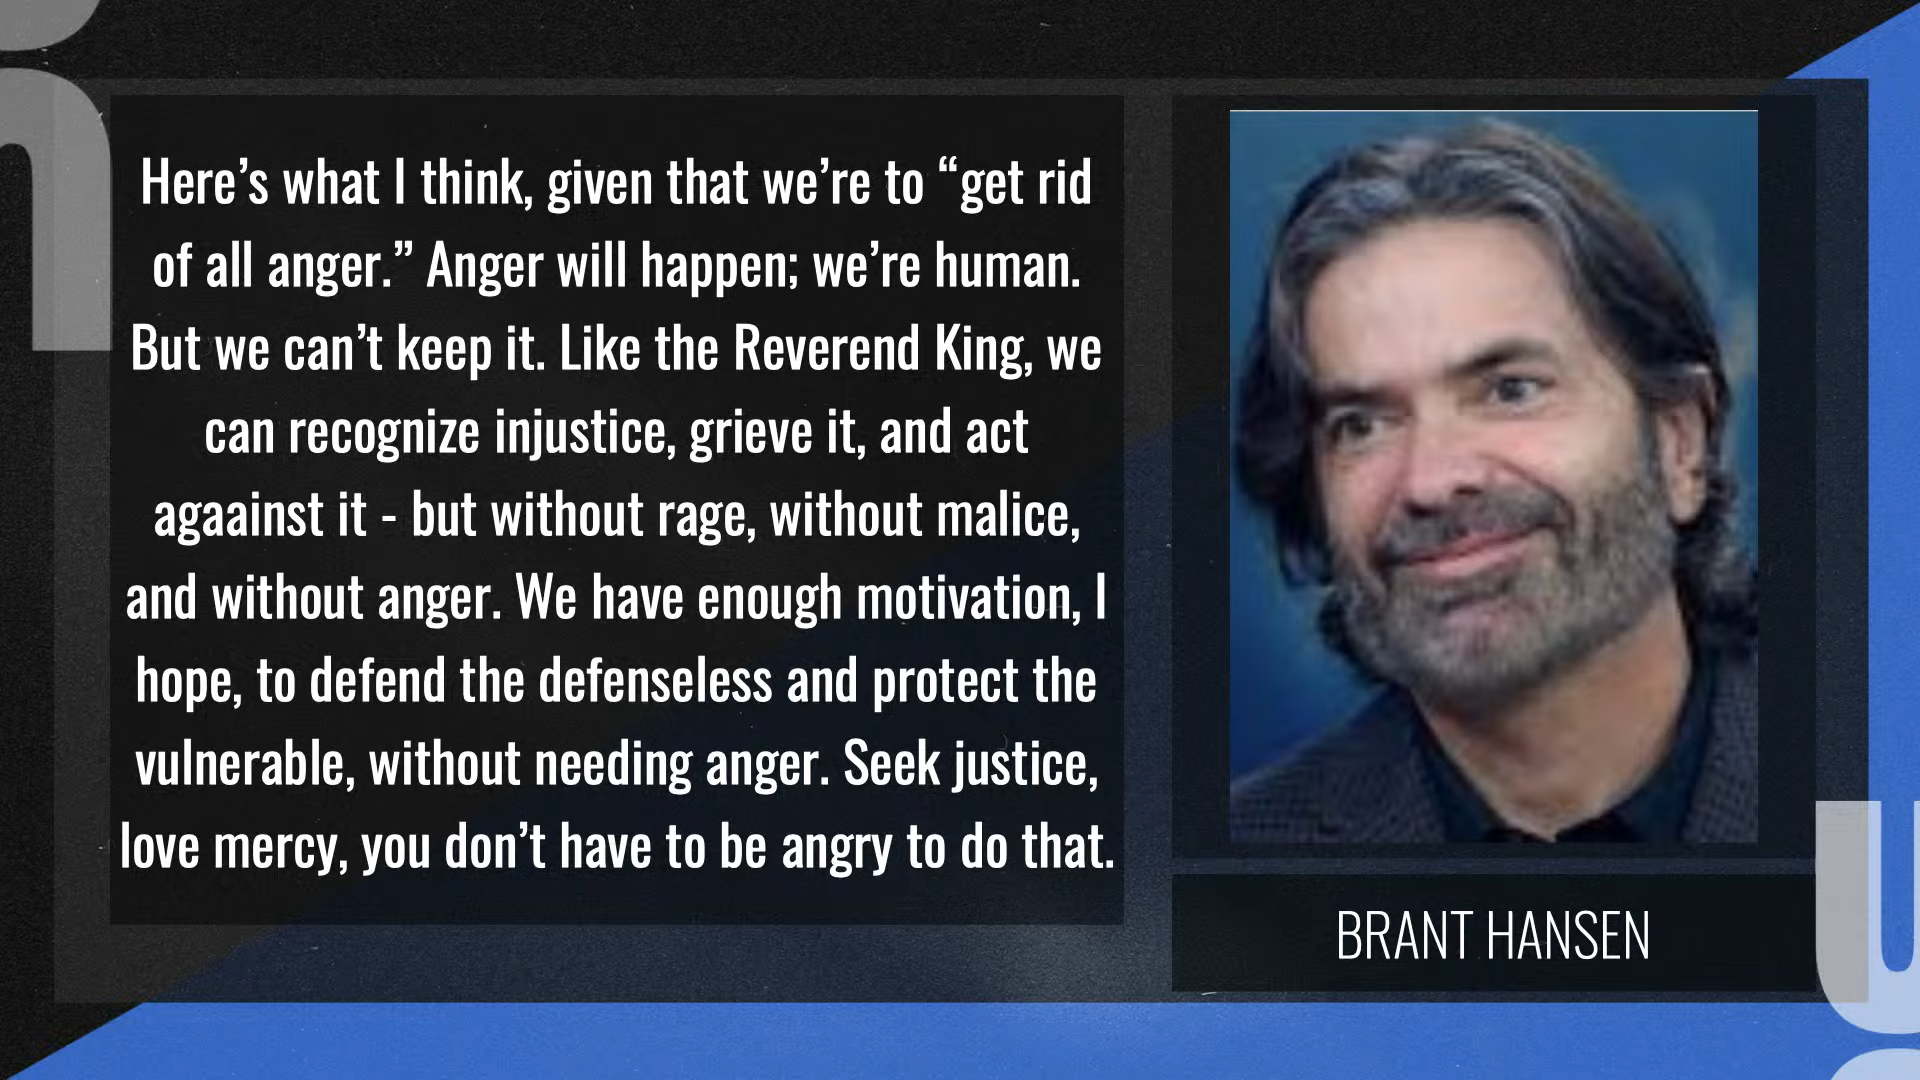 Here’s what I think, given that we’re to “get rid
of all anger.” Anger will happen; we’re human.
But we can’t keep it. Like the Reverend King, we
can recognize injustice, grieve it, and act
agaainst it - but without rage, without malice,
and without anger. We have enough motivation, I
hope, to defend the defenseless and protect the
vulnerable, without needing anger. Seek justice,
love mercy, you don’t have to be angry to do that.
BRANT HANSEN